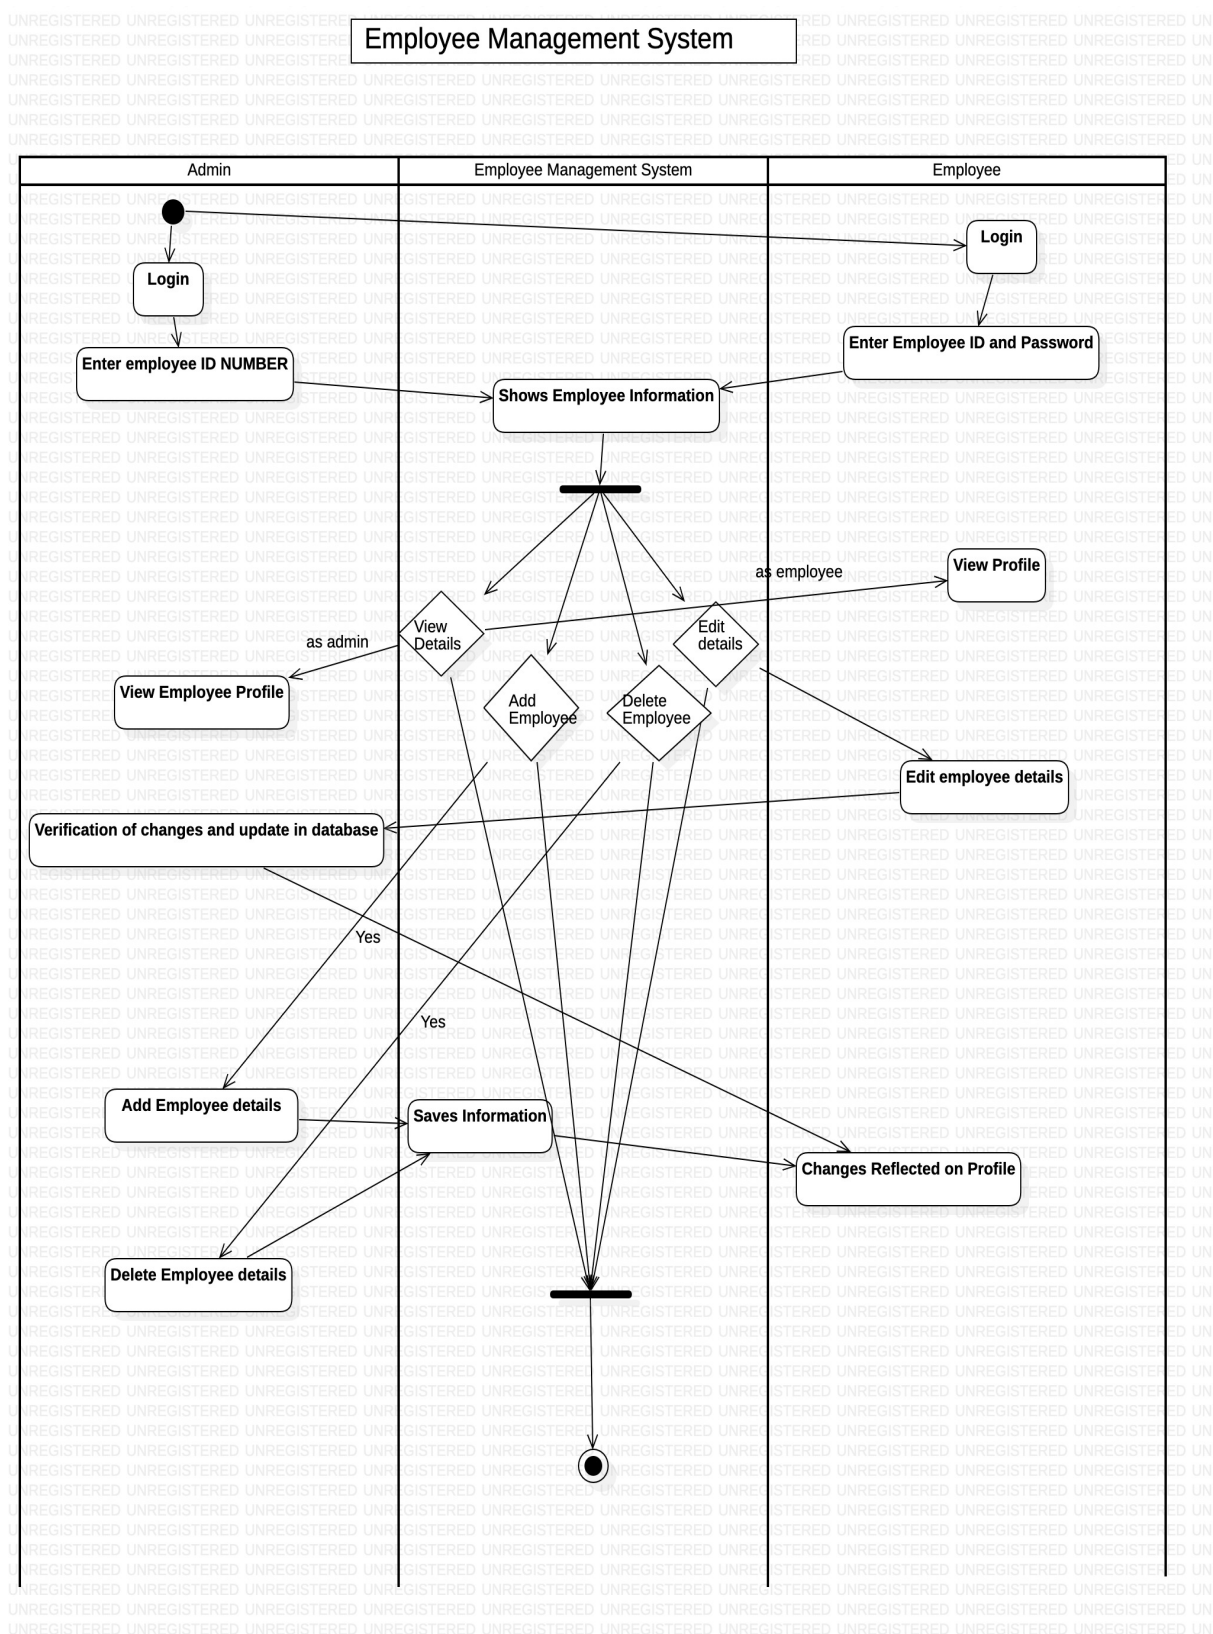 Employee Management System
Admin
Employee Management System
Employee
Login
Login
Enter Employee ID and Password
Enter employee ID NUMBER
Shows Employee Information
View Profile
as employee
View
Details
Edit
details
as admin
View Employee Profile
Add
Employee
Delete
Employee
Edit employee details
Verification of changes and update in database
Yes
Yes
Add Employee details
Saves Information
Changes Reflected on Profile
Delete Employee details
UNREGISTERED